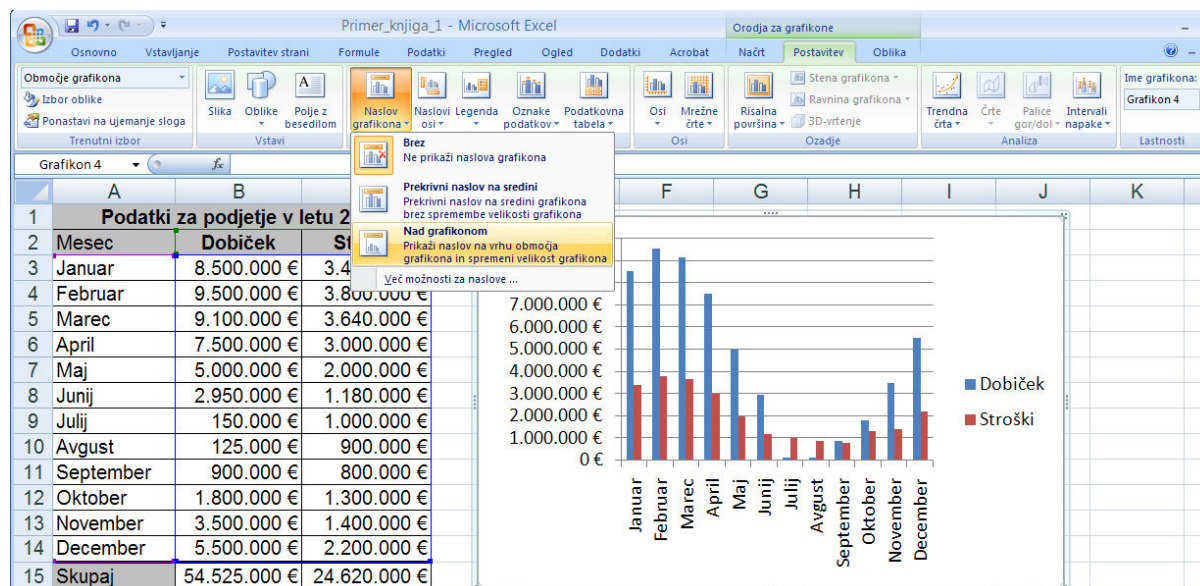 Primer_knjiga_1 - Microsoft Excel
Orodja za grafikone
Osnovno Vstavljanje Postavitev strani Formule Podatki Pregled Ogled Dodatki Acrobat Načrt Postavitev Oblika
Območje grafikona
Izbor oblike
Ponastavi na ujemanje sloga
Trenutni izbor
Slika
Oblike
Polje z
besedilom
Vstavi
Naslov
grafikona
Naslovi
osi
Legenda
Oznake
podatkov
Podatkovna
tabela
Osi
Mrežne
črte
Osi
Risalna
površina
Stena grafikona
Ravnina grafikona
3D-vrtenje
Ozadje
Trendna
črta
Črte
Palice
gor/dol
Intervali
napake
Analiza
Ime grafikona:
Grafikon 4
Lastnosti
Brez
Ne prikaži naslova grafikona
Prekrivni naslov na sredini
Prekrivni naslov na sredini grafikona
brez spremembe velikosti grafikona
Nad grafikonom
Prikaži naslov na vrhu območja
grafikona in spremeni velikost grafikona
Več možnosti za naslove ...
Grafikon 4 fx
A B F G H I J K
1 Podatki za podjetje v letu 2
2 Mesec Dobiček St
3 Januar 8.500.000 € 3.4
4 Februar 9.500.000 € 3.800.000 €
5 Marec 9.100.000 € 3.640.000 €
6 April 7.500.000 € 3.000.000 €
7 Maj 5.000.000 € 2.000.000 €
8 Junij 2.950.000 € 1.180.000 €
9 Julij 150.000 € 1.000.000 €
10 Avgust 125.000 € 900.000 €
11 September 900.000 € 800.000 €
12 Oktober 1.800.000 € 1.300.000 €
13 November 3.500.000 € 1.400.000 €
14 December 5.500.000 € 2.200.000 €
15 Skupaj 54.525.000 € 24.620.000 €
7.000.000 €
6.000.000 €
5.000.000 €
4.000.000 €
3.000.000 €
2.000.000 €
1.000.000 €
0 €
Januar
Februar
Marec
April
Maj
Junij
Julij
Avgust
September
Oktober
November
December
Dobiček
Stroški